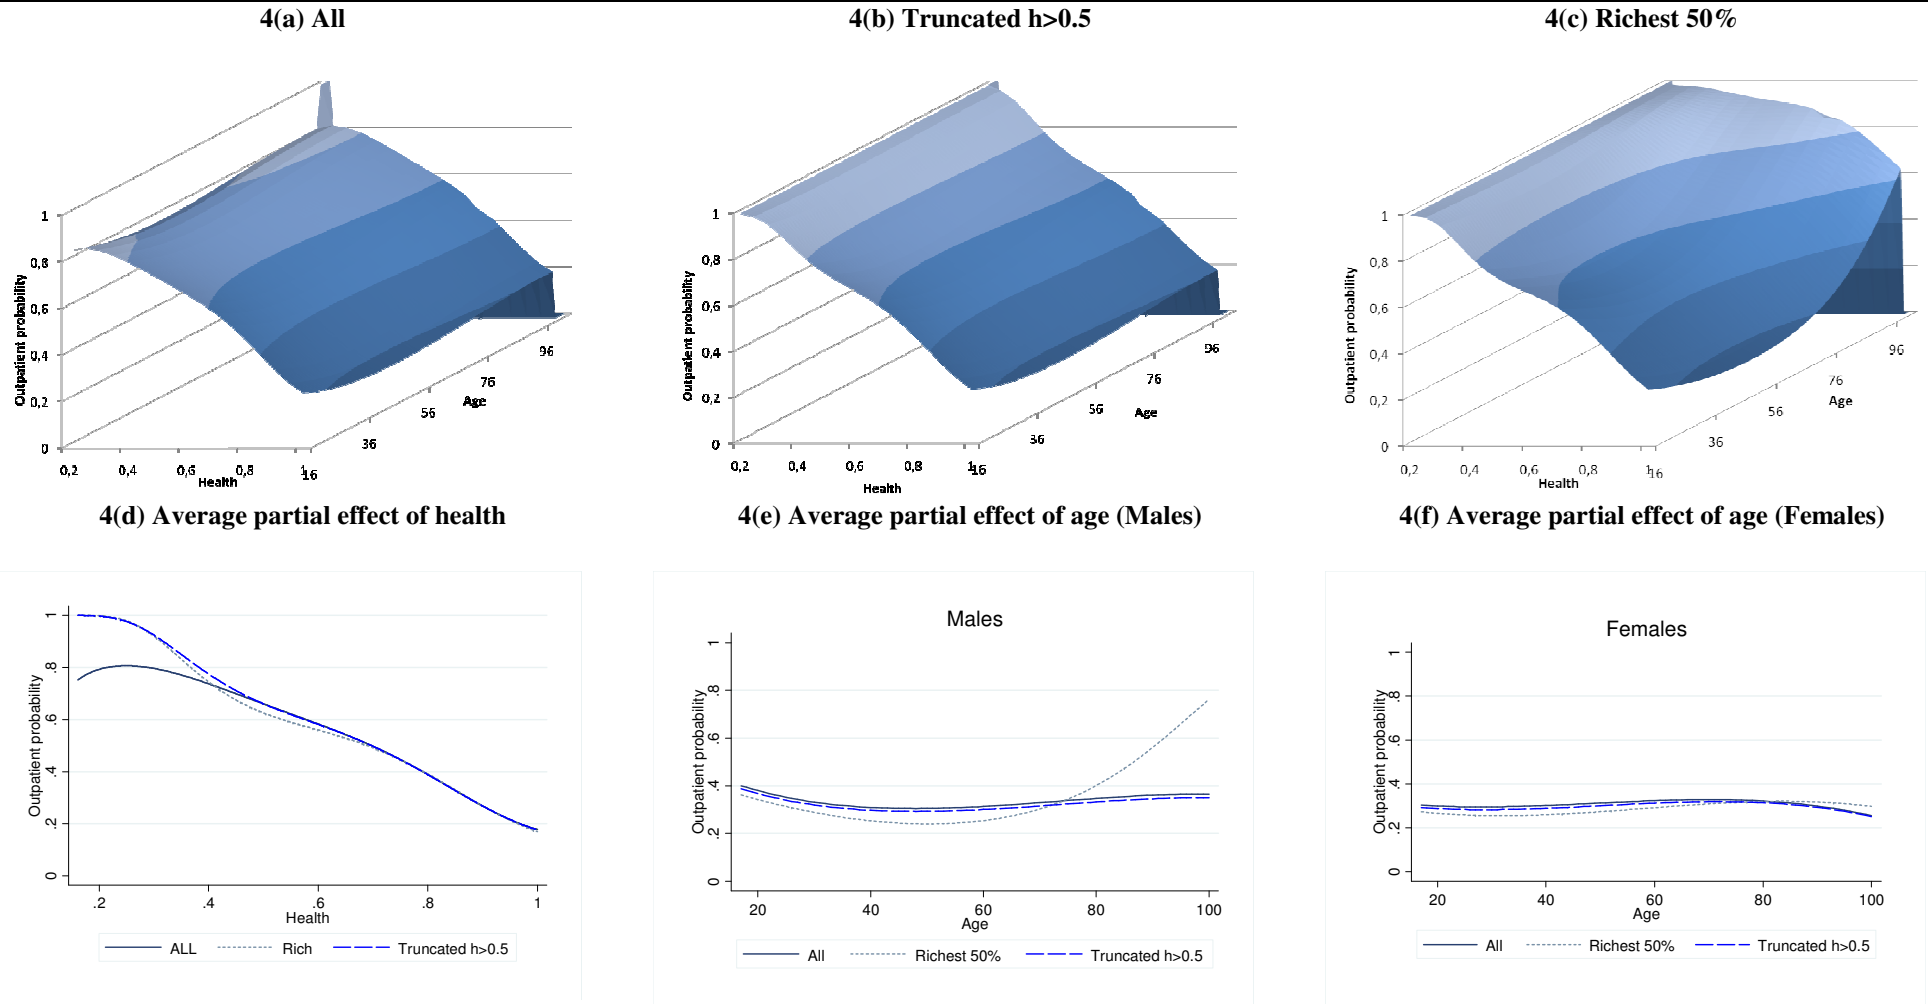 4(a) All
4(b) Truncated h>0.5
4(c) Richest 50%
1
0,8
0,6
0,4
0,2
0
Outpatient probability
0,2
0,4
0,6
0,8
1
Health
16
36
56
76
96
Age
1
0,8
0,6
0,4
0,2
0
Outpatient probability
0,2
0,4
0,6
0,8
1
Health
16
36
56
76
96
Age
1
0,8
0,6
0,4
0,2
0
Outpatient probability
0,2
0,4
0,6
0,8
1
Health
16
36
56
76
96
Age
4(d) Average partial effect of health
4(e) Average partial effect of age (Males)
4(f) Average partial effect of age (Females)
Outpatient probability
1
.8
.6
.4
.2
0
.2
.4
.6
.8
1
Health
ALL
Rich
Truncated h>0.5
Males
Outpatient probability
1
.8
.6
.4
.2
0
20
40
60
80
100
Age
All
Richest 50%
Truncated h>0.5
Females
Outpatient probability
1
.8
.6
.4
.2
0
20
40
60
80
100
Age
All
Richest 50%
Truncated h>0.5